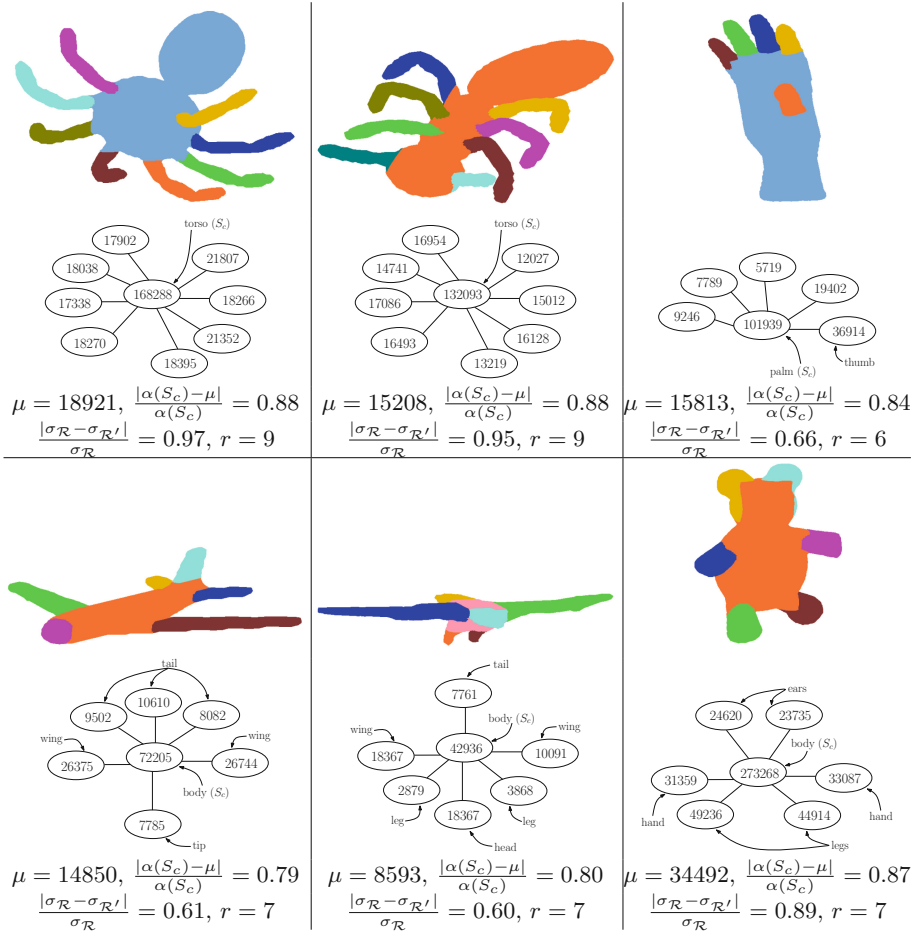 torso (S_c)
17902
21807
18038
168288
17338
18266
18270
21352
18395
μ = 18921, |α(S_c)−μ| / α(S_c) = 0.88
|σ_R−σ_R′| / σ_R = 0.97, r = 9
torso (S_c)
16954
12027
14741
132093
17086
15012
16493
16128
13219
μ = 15208, |α(S_c)−μ| / α(S_c) = 0.88
|σ_R−σ_R′| / σ_R = 0.95, r = 9
5719
7789
19402
9246
101939
36914
palm (S_c)
thumb
μ = 15813, |α(S_c)−μ| / α(S_c) = 0.84
|σ_R−σ_R′| / σ_R = 0.66, r = 6
tail
9502
10610
8082
wing
wing
26375
72205
26744
body (S_c)
7785
tip
μ = 14850, |α(S_c)−μ| / α(S_c) = 0.79
|σ_R−σ_R′| / σ_R = 0.61, r = 7
tail
7761
body (S_c)
wing
wing
18367
42936
10091
2879
3868
leg
18367
leg
head
μ = 8593, |α(S_c)−μ| / α(S_c) = 0.80
|σ_R−σ_R′| / σ_R = 0.60, r = 7
ears
24620
23735
body (S_c)
31359
273268
33087
hand
49236
44914
hand
legs
μ = 34492, |α(S_c)−μ| / α(S_c) = 0.87
|σ_R−σ_R′| / σ_R = 0.89, r = 7